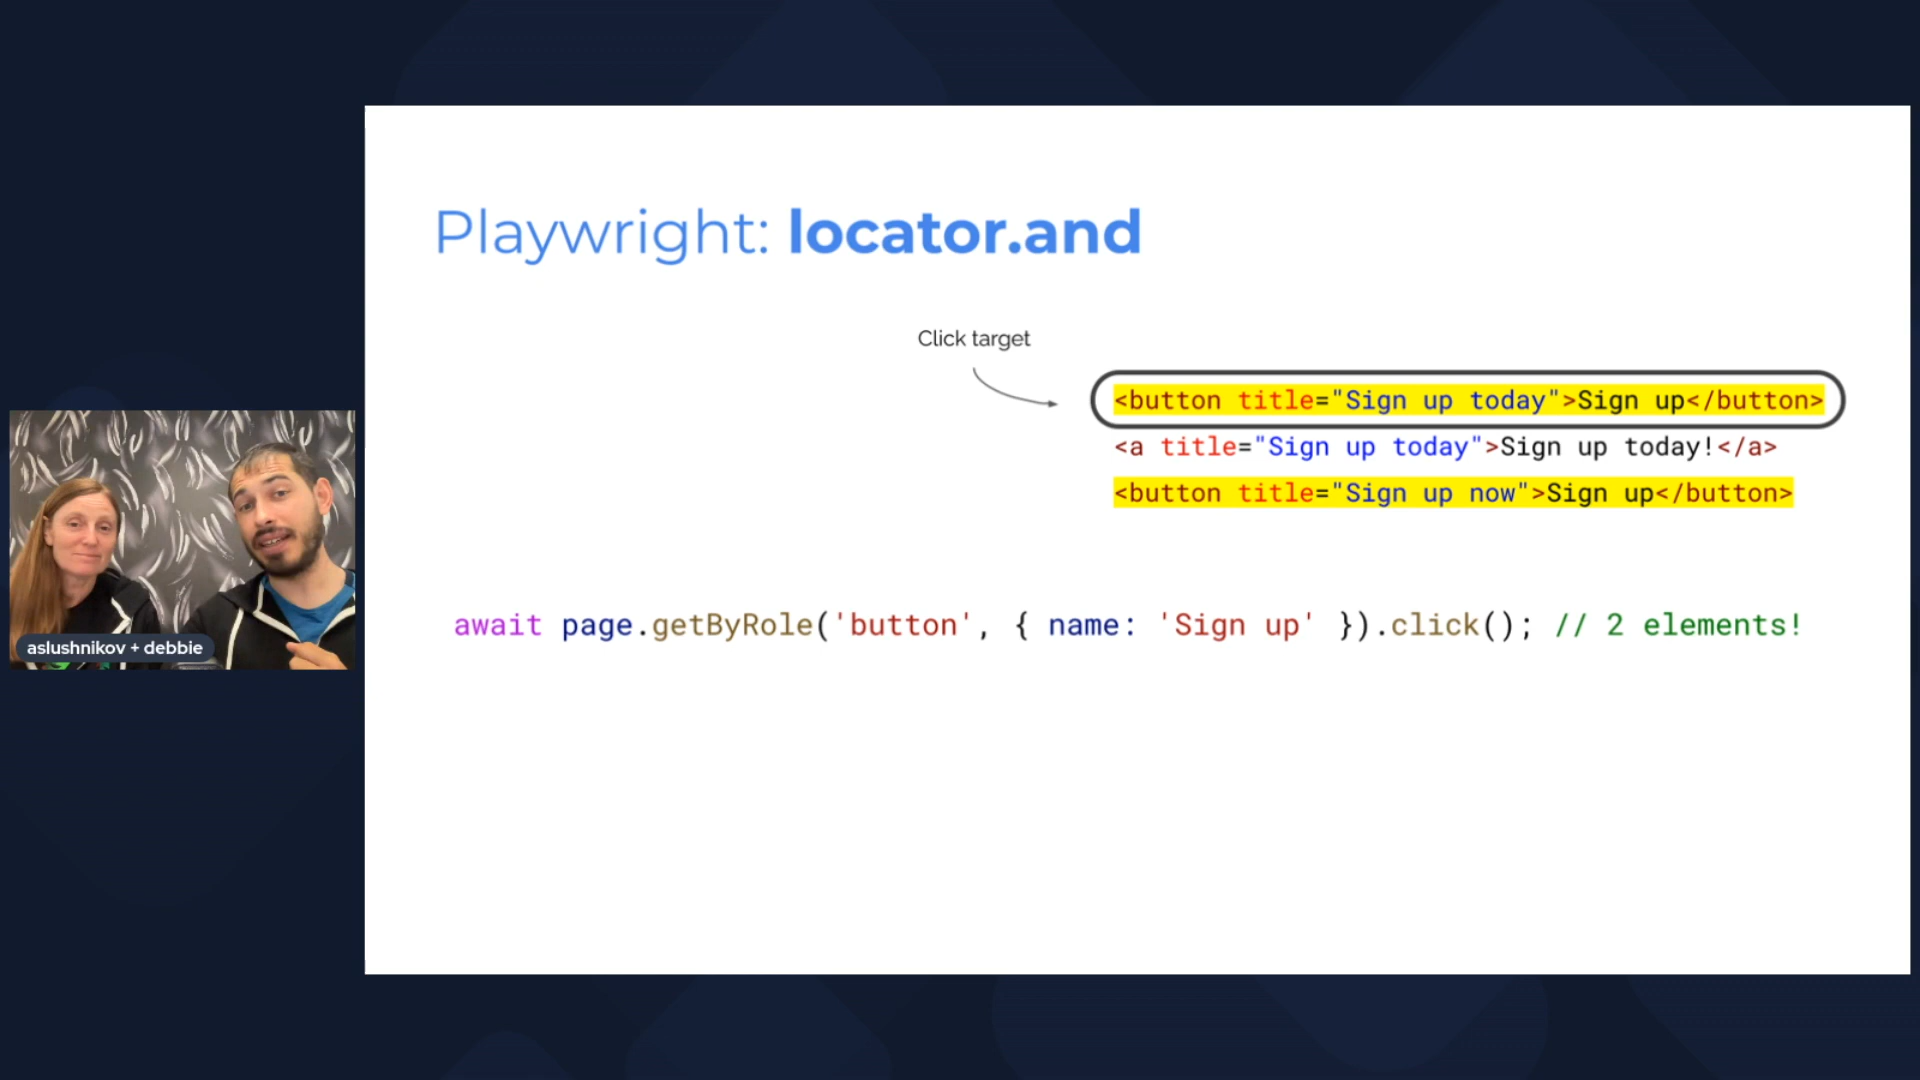 Playwright: locator.and
Click target
<button title="Sign up today">Sign up</button>
<a title="Sign up today">Sign up today!</a>
<button title="Sign up now">Sign up</button>
await page.getByRole('button', { name: 'Sign up' }).click(); // 2 elements!
aslushnikov + debbie